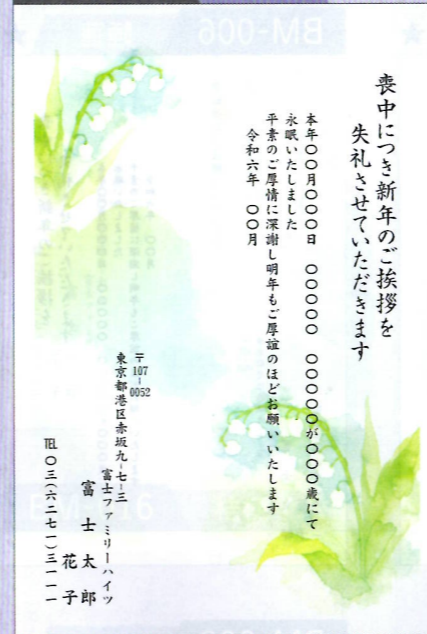 喪中につき新年のご挨拶を
失礼させていただきます
本年〇〇月〇〇〇日　〇〇〇〇〇　〇〇〇〇〇が〇〇〇歳にて
永眠いたしました
平素のご厚情に深謝し明年もご厚誼のほどお願いいたします
令和六年　〇〇月
〒107-0052
東京都港区赤坂九-七-三
富士ファミリーハイツ
富士太郎
花子
TEL 〇三(六二七一)三一一一
BM-006